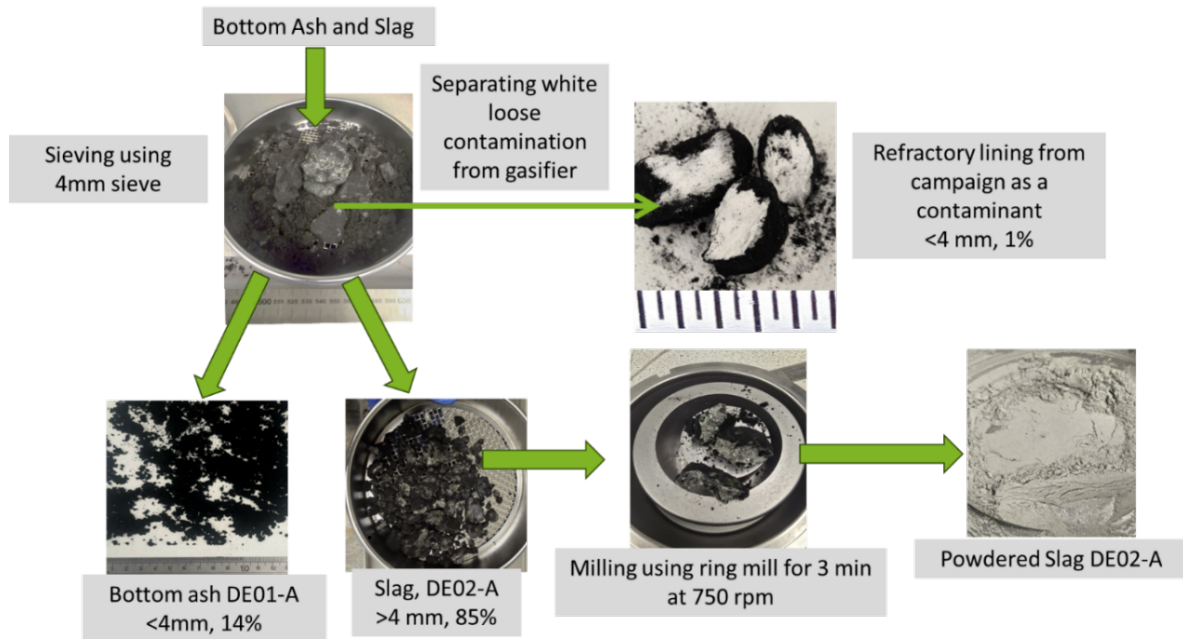 Bottom Ash and Slag
Sieving using
4mm sieve
Separating white
loose
contamination
from gasifier
Refractory lining from
campaign as a
contaminant
<4 mm, 1%
Bottom ash DE01-A
<4mm, 14%
Slag, DE02-A
>4 mm, 85%
Milling using ring mill for 3 min
at 750 rpm
Powdered Slag DE02-A